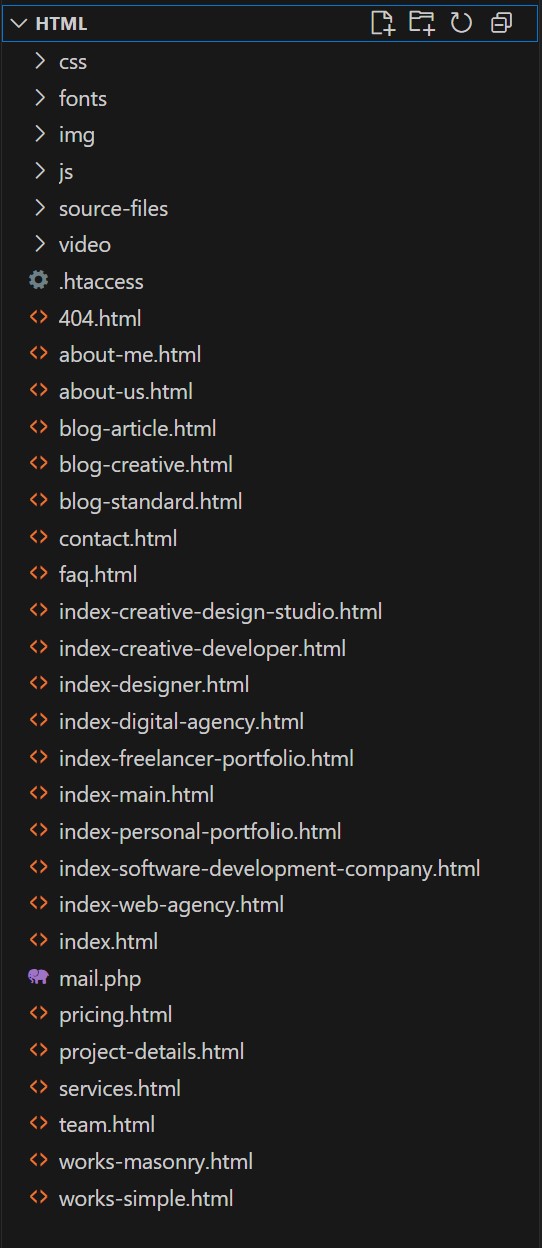 HTML
css
fonts
img
js
source-files
video
.htaccess
404.html
about-me.html
about-us.html
blog-article.html
blog-creative.html
blog-standard.html
contact.html
faq.html
index-creative-design-studio.html
index-creative-developer.html
index-designer.html
index-digital-agency.html
index-freelancer-portfolio.html
index-main.html
index-personal-portfolio.html
index-software-development-company.html
index-web-agency.html
index.html
mail.php
pricing.html
project-details.html
services.html
team.html
works-masonry.html
works-simple.html